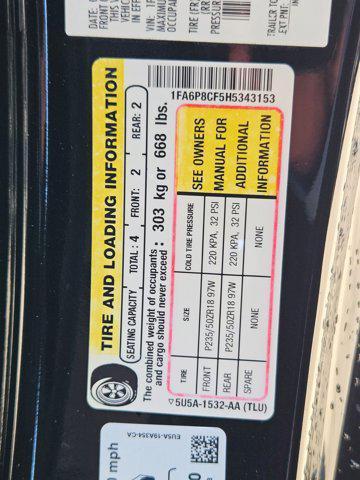 1FA6P8CF5H5343153
TIRE AND LOADING INFORMATION
SEATING CAPACITY TOTAL : 4 FRONT: 2 REAR: 2
The combined weight of occupants
and cargo should never exceed : 303 kg or 668 lbs.
TIRE SIZE COLD TIRE PRESSURE SEE OWNERS
MANUAL FOR
ADDITIONAL
INFORMATION
FRONT P235/50ZR18 97W 220 KPA, 32 PSI
REAR P235/50ZR18 97W 220 KPA, 32 PSI
SPARE NONE NONE
5U5A-1532-AA (TLU)
EU5A-19A354-CA
mph